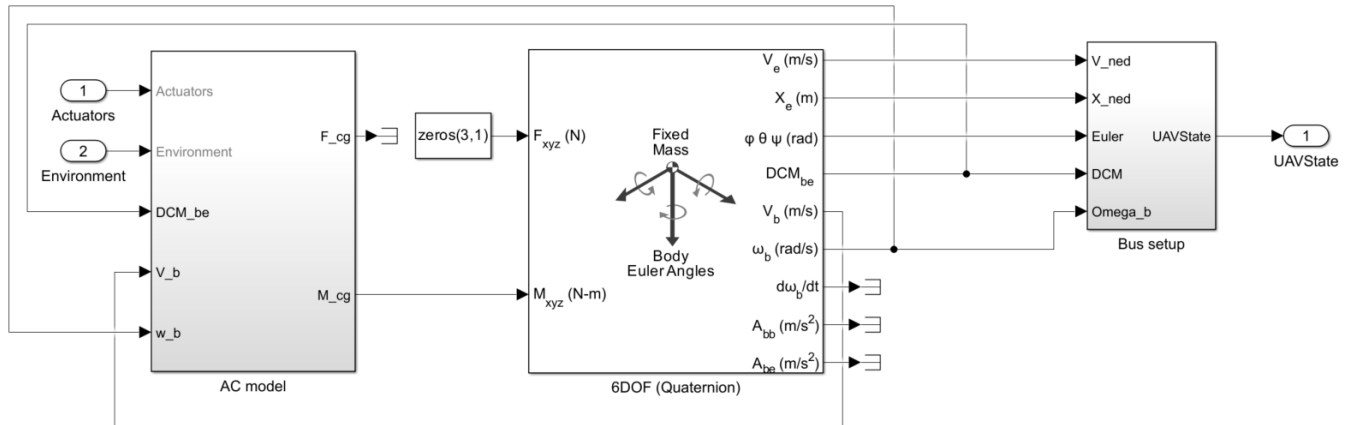 1
Actuators
2
Environment
Actuators
Environment
DCM_be
V_b
w_b
F_cg
M_cg
AC model
zeros(3,1)
F_xyz (N)
M_xyz (N-m)
Fixed
Mass
Body
Euler Angles
V_e (m/s)
X_e (m)
φ θ ψ (rad)
DCM_be
V_b (m/s)
ω_b (rad/s)
dω_b/dt
A_bb (m/s²)
A_be (m/s²)
6DOF (Quaternion)
V_ned
X_ned
Euler
DCM
Omega_b
UAVState
Bus setup
1
UAVState